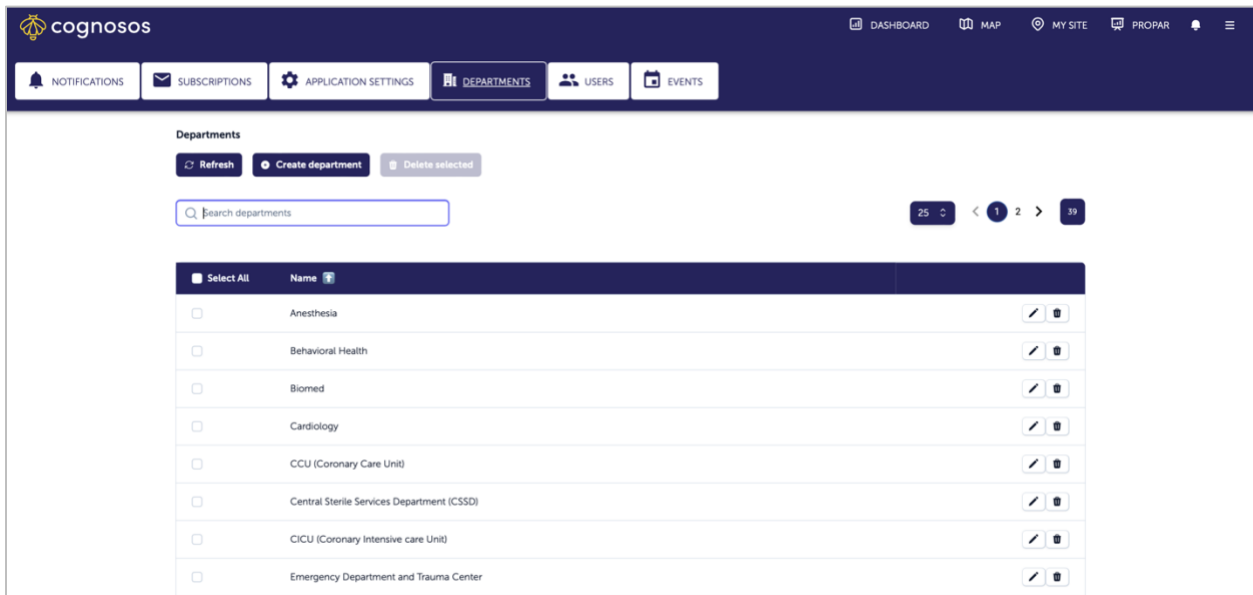 cognosos
DASHBOARD MAP MY SITE PROPAR
NOTIFICATIONS SUBSCRIPTIONS APPLICATION SETTINGS DEPARTMENTS USERS EVENTS
Departments
Refresh Create department Delete selected
Search departments 25 1 2 39
Select All Name
Anesthesia
Behavioral Health
Biomed
Cardiology
CCU (Coronary Care Unit)
Central Sterile Services Department (CSSD)
CICU (Coronary Intensive care Unit)
Emergency Department and Trauma Center